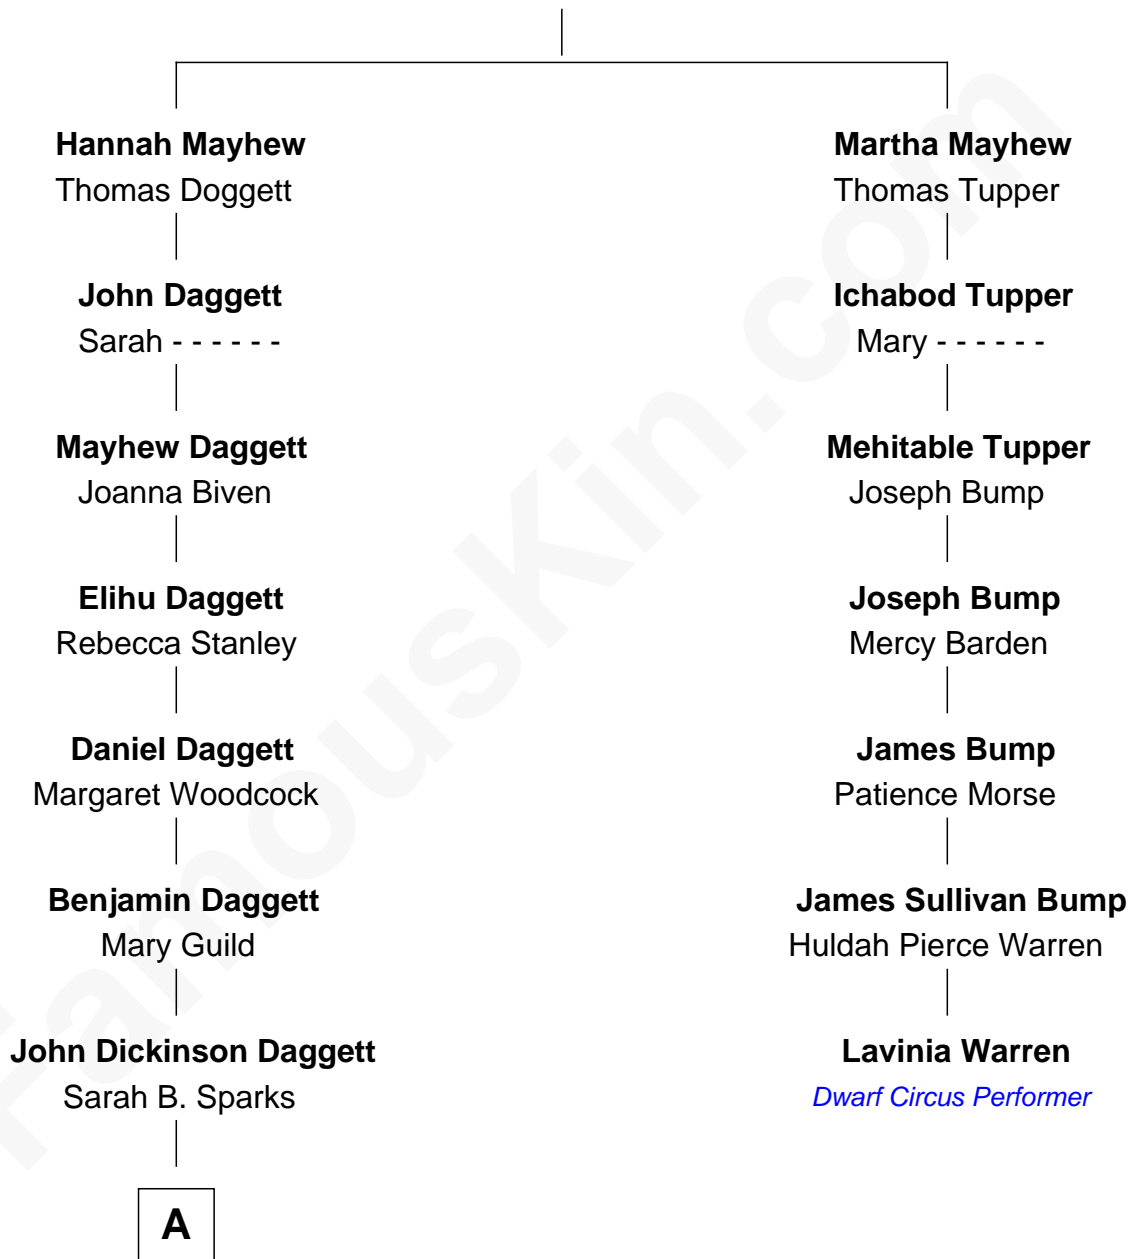 Hannah Mayhew
Thomas Doggett
John Daggett
Sarah - - - - - -
Mayhew Daggett
Joanna Biven
Elihu Daggett
Rebecca Stanley
Daniel Daggett
Margaret Woodcock
Benjamin Daggett
Mary Guild
John Dickinson Daggett
Sarah B. Sparks
A
Martha Mayhew
Thomas Tupper
Ichabod Tupper
Mary - - - - - -
Mehitable Tupper
Joseph Bump
Joseph Bump
Mercy Barden
James Bump
Patience Morse
James Sullivan Bump
Huldah Pierce Warren
Lavinia Warren
Dwarf Circus Performer
FamousKin.com